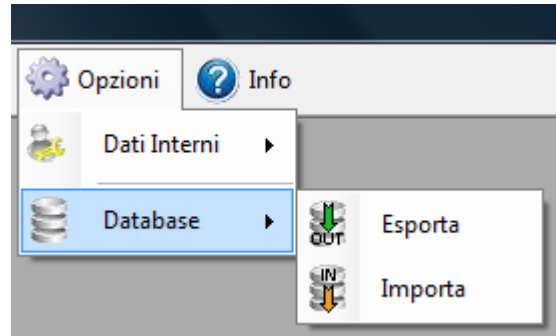 Opzioni
Info
Dati Interni
Database
OUT
Esporta
IN
Importa